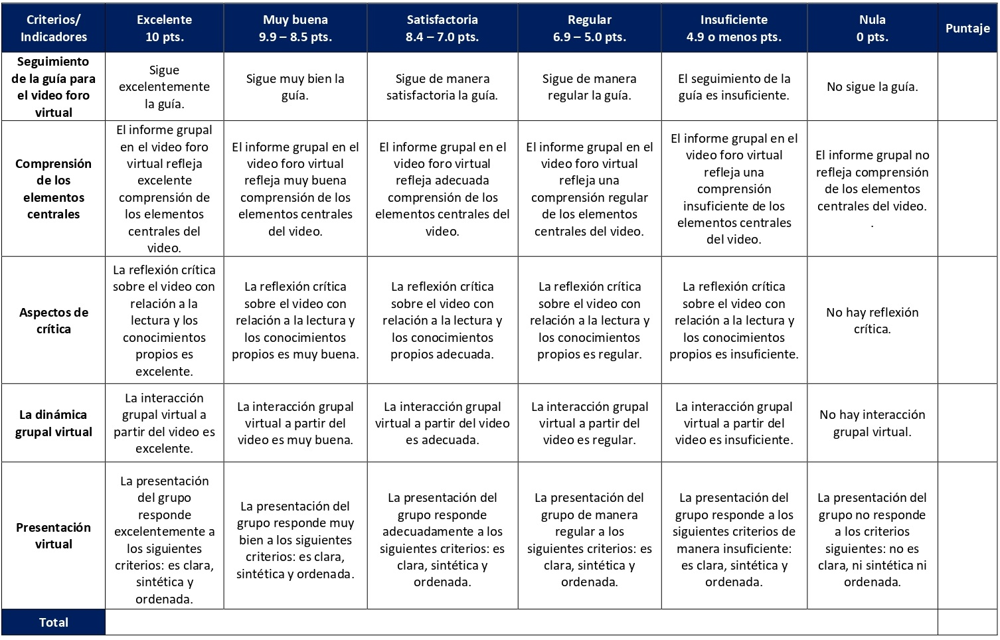 Criterios/
Indicadores
Excelente
10 pts.
Muy buena
9.9 – 8.5 pts.
Satisfactoria
8.4 – 7.0 pts.
Regular
6.9 – 5.0 pts.
Insuficiente
4.9 o menos pts.
Nula
0 pts.
Puntaje
Seguimiento
de la guía para
el video foro
virtual
Sigue
excelentemente
la guía.
Sigue muy bien la
guía.
Sigue de manera
satisfactoria la guía.
Sigue de manera
regular la guía.
El seguimiento de la
guía es insuficiente.
No sigue la guía.
Comprensión
de los
elementos
centrales
El informe grupal
en el video foro
virtual refleja
excelente
comprensión de
los elementos
centrales del
video.
El informe grupal en el
video foro virtual
refleja muy buena
comprensión de los
elementos centrales
del video.
El informe grupal en el
video foro virtual
refleja adecuada
comprensión de los
elementos centrales del
video.
El informe grupal en el
video foro virtual
refleja una
comprensión regular
de los elementos
centrales del video.
El informe grupal en el
video foro virtual
refleja una
comprensión
insuficiente de los
elementos centrales
del video.
El informe grupal no
refleja comprensión
de los elementos
centrales del video.
.
Aspectos de
crítica
La reflexión crítica
sobre el video con
relación a la
lectura y los
conocimientos
propios es
excelente.
La reflexión crítica
sobre el video con
relación a la lectura y
los conocimientos
propios es muy buena.
La reflexión crítica
sobre el video con
relación a la lectura y
los conocimientos
propios adecuada.
La reflexión crítica
sobre el video con
relación a la lectura y
los conocimientos
propios es regular.
La reflexión crítica
sobre el video con
relación a la lectura y
los conocimientos
propios es insuficiente.
No hay reflexión
crítica.
La dinámica
grupal virtual
La interacción
grupal virtual a
partir del video es
excelente.
La interacción grupal
virtual a partir del
video es muy buena.
La interacción grupal
virtual a partir del video
es adecuada.
La interacción grupal
virtual a partir del
video es regular.
La interacción grupal
virtual a partir del
video es insuficiente.
No hay interacción
grupal virtual.
Presentación
virtual
La presentación
del grupo
responde
excelentemente a
los siguientes
criterios: es clara,
sintética y
ordenada.
La presentación del
grupo responde muy
bien a los siguientes
criterios: es clara,
sintética y ordenada.
La presentación del
grupo responde
adecuadamente a los
siguientes criterios: es
clara, sintética y
ordenada.
La presentación del
grupo de manera
regular a los
siguientes criterios: es
clara, sintética y
ordenada.
La presentación del
grupo responde a los
siguientes criterios de
manera insuficiente:
es clara, sintética y
ordenada.
La presentación del
grupo no responde
a los criterios
siguientes: no es
clara, ni sintética ni
ordenada.
Total